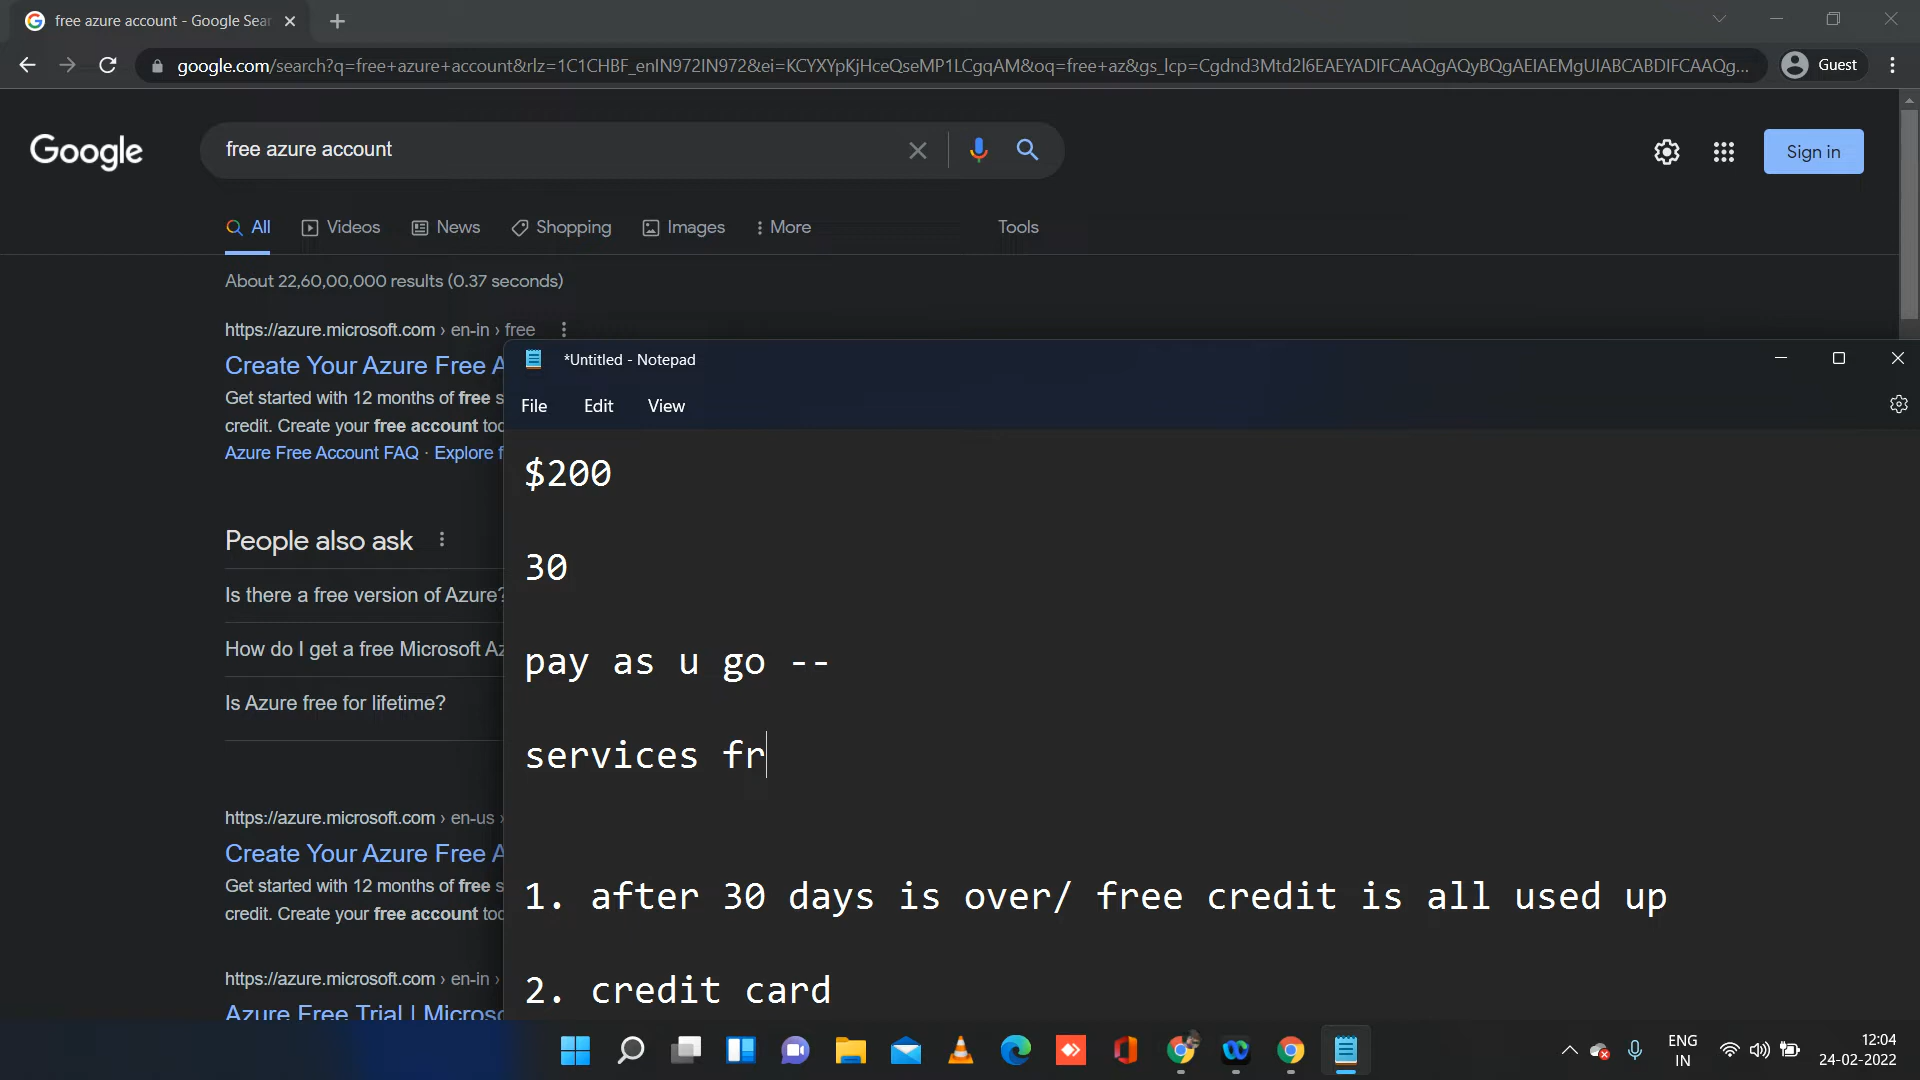 free azure account - Google Sear
google.com/search?q=free+azure+account&rlz=1C1CHBF_enIN972IN972&ei=KCYXYpKjHceQseMP1LCgqAM&oq=free+az&gs_lcp=Cgdnd3Mtd2l6EAEYADIFCAAQgAQyBQgAEIAEMgUIABCABDIFCAAQg...
Guest
Google
free azure account
Sign in
All
Videos
News
Shopping
Images
More
Tools
About 22,60,00,000 results (0.37 seconds)
https://azure.microsoft.com › en-in › free
Create Your Azure Free A
Get started with 12 months of free s
credit. Create your free account too
Azure Free Account FAQ · Explore f
People also ask
Is there a free version of Azure?
How do I get a free Microsoft Az
Is Azure free for lifetime?
https://azure.microsoft.com › en-us ›
Create Your Azure Free A
Get started with 12 months of free s
credit. Create your free account too
https://azure.microsoft.com › en-in ›
Azure Free Trial | Microso
*Untitled - Notepad
File Edit View
$200
30
pay as u go --
services fr
1. after 30 days is over/ free credit is all used up
2. credit card
ENG
IN
12:04
24-02-2022